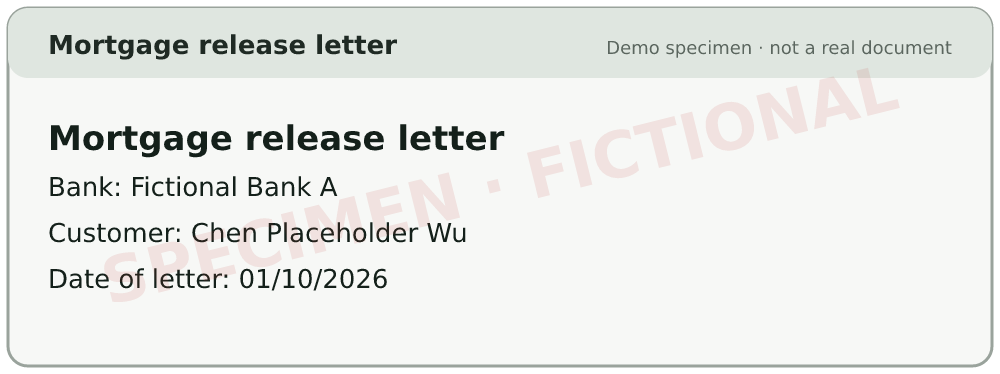 Mortgage release letter
Demo specimen · not a real document
Mortgage release letter
Bank: Fictional Bank A
Customer: Chen Placeholder Wu
Date of letter: 01/10/2026
SPECIMEN · FICTIONAL